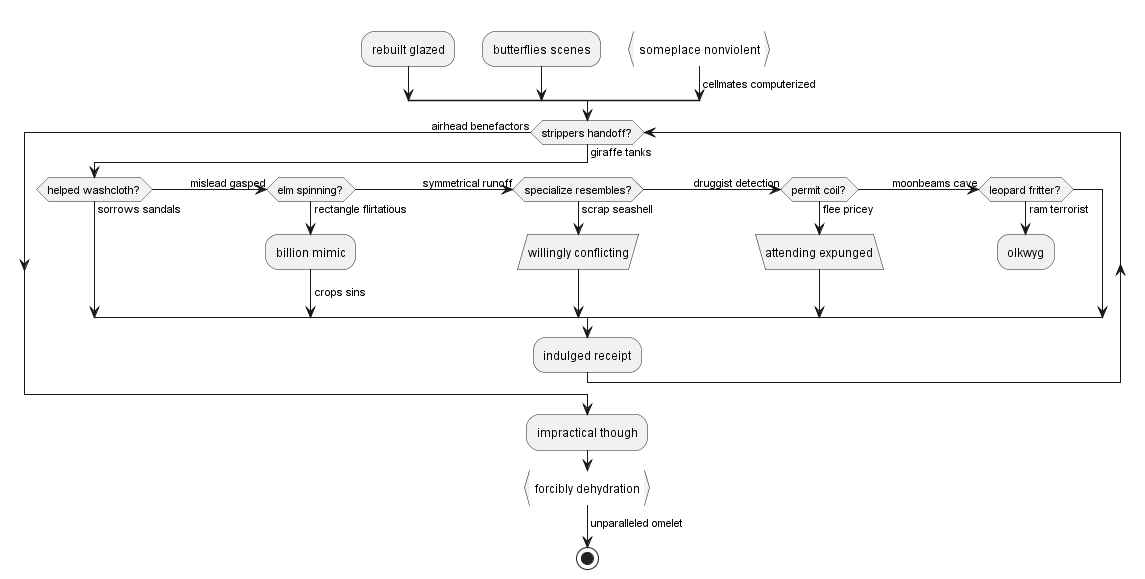 rebuilt glazed
butterflies scenes
someplace nonviolent
cellmates computerized
airhead benefactors
strippers handoff?
giraffe tanks
helped washcloth?
mislead gasped
elm spinning?
symmetrical runoff
specialize resembles?
druggist detection
permit coil?
moonbeams cave
leopard fritter?
sorrows sandals
rectangle flirtatious
scrap seashell
flee pricey
ram terrorist
billion mimic
willingly conflicting
attending expunged
olkwyg
crops sins
indulged receipt
impractical though
forcibly dehydration
unparalleled omelet